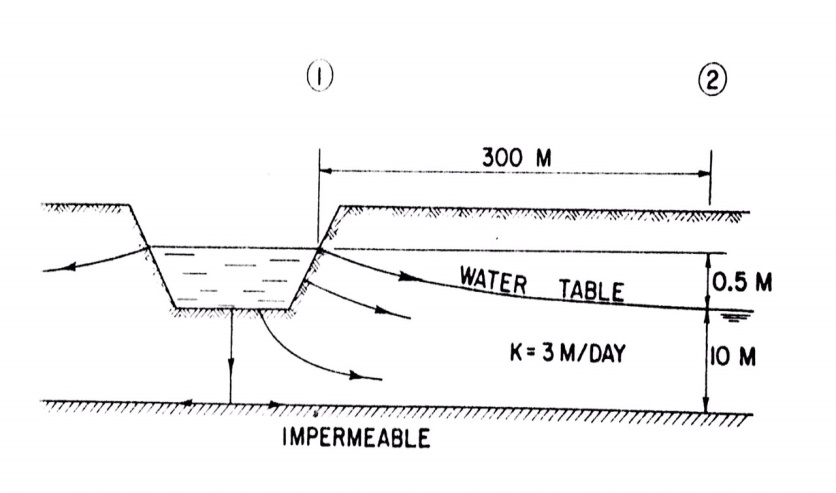 ① ②
300 M
0.5 M
WATER TABLE
K = 3 M/DAY
10 M
IMPERMEABLE